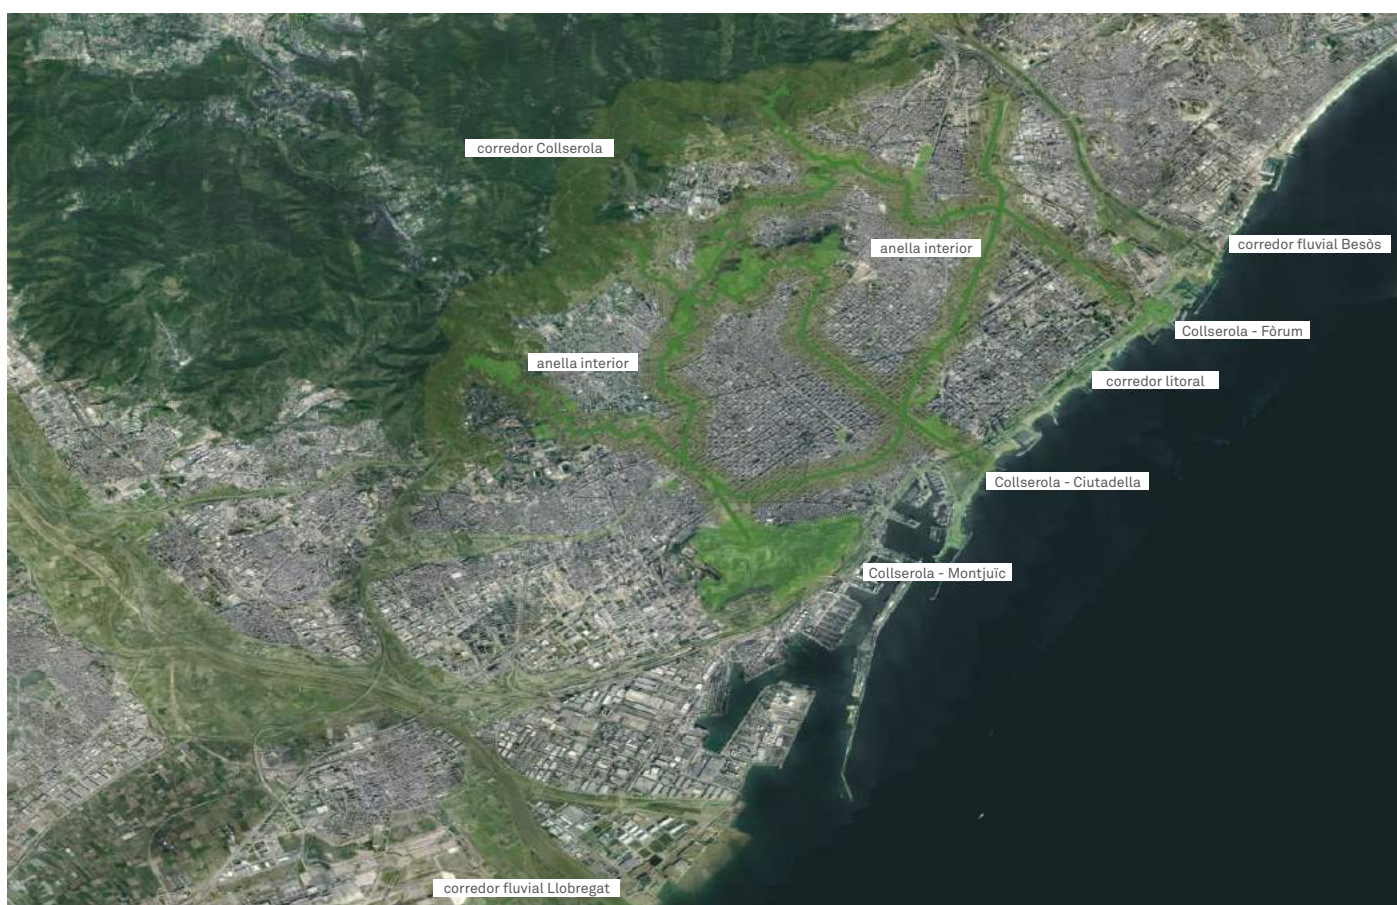 corredor Collserola
corredor fluvial Besòs
anella interior
Collserola - Fòrum
anella interior
corredor litoral
Collserola - Ciutadella
Collserola - Montjuïc
corredor fluvial Llobregat